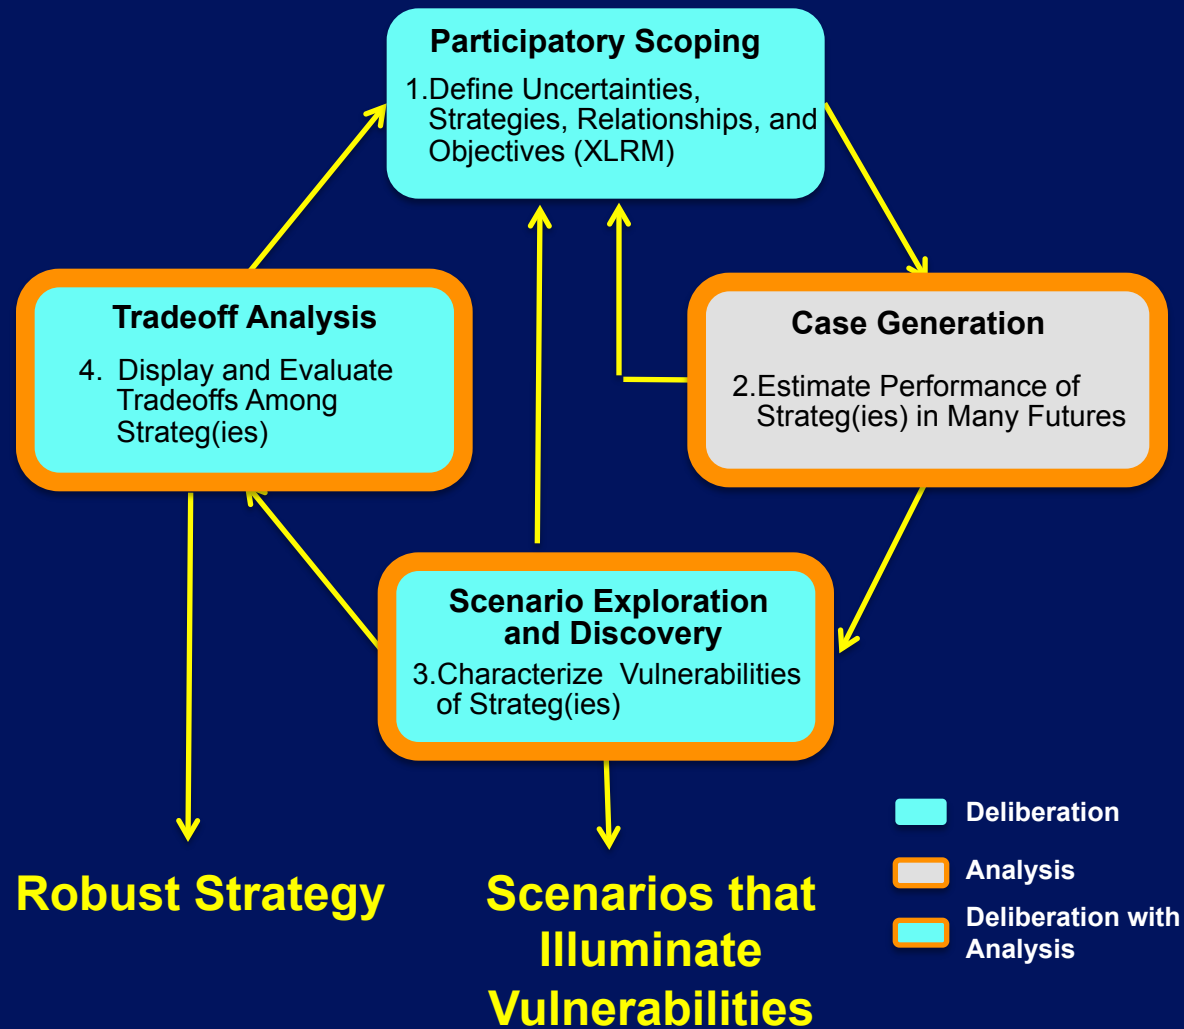 Participatory Scoping
1.Define Uncertainties,
Strategies, Relationships, and
Objectives (XLRM)
Tradeoff Analysis
4. Display and Evaluate
Tradeoffs Among
Strateg(ies)
Case Generation
2.Estimate Performance of
Strateg(ies) in Many Futures
Scenario Exploration
and Discovery
3.Characterize Vulnerabilities
of Strateg(ies)
Robust Strategy
Scenarios that
Illuminate
Vulnerabilities
Deliberation
Analysis
Deliberation with
Analysis